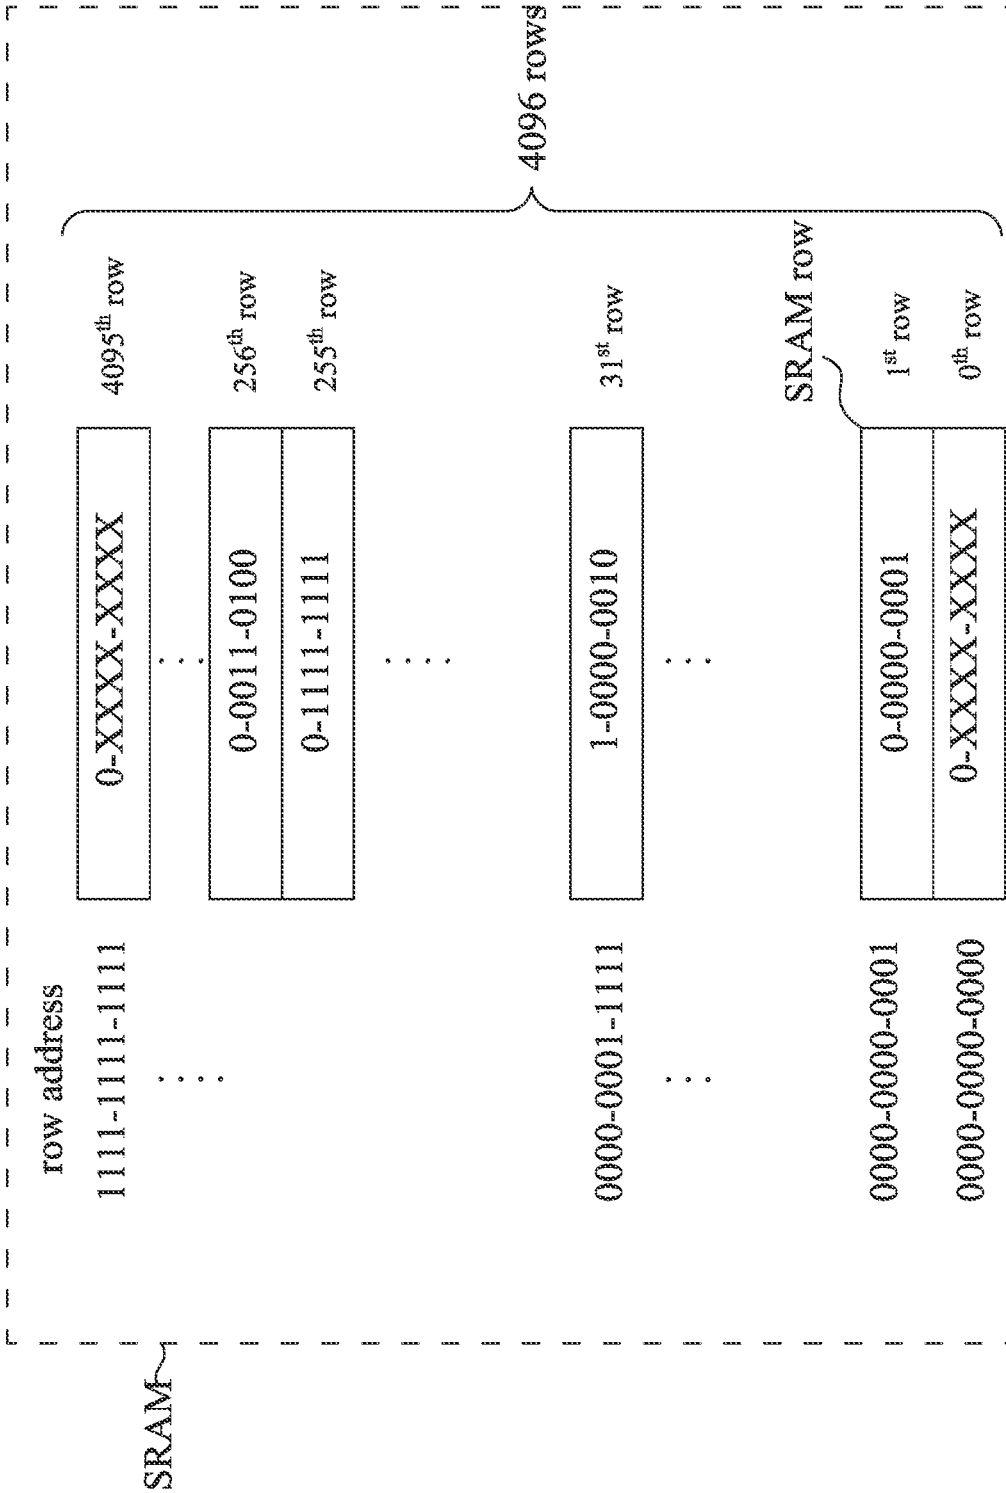 SRAM
row address
1111-1111-1111
0-XXXX-XXXX
4095th row
. . . .
. . .
0-0011-0100
256th row
0-1111-1111
255th row
. . . .
0000-0001-1111
1-0000-0010
31st row
. . .
. . .
SRAM row
0000-0000-0001
0-0000-0001
1st row
0000-0000-0000
0-XXXX-XXXX
0th row
4096 rows